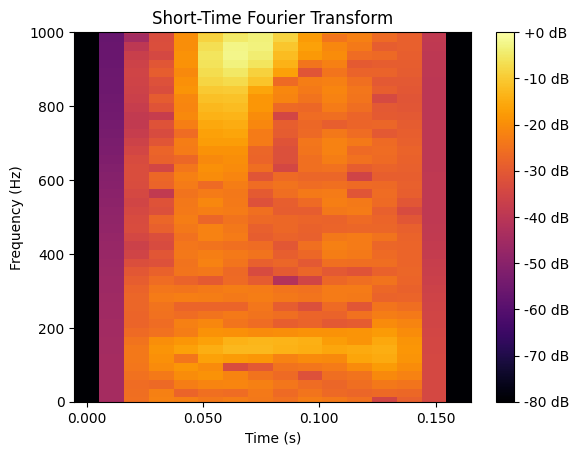 Short-Time Fourier Transform
Frequency (Hz)
1000
800
600
400
200
0
0.000
0.050
0.100
0.150
Time (s)
+0 dB
-10 dB
-20 dB
-30 dB
-40 dB
-50 dB
-60 dB
-70 dB
-80 dB